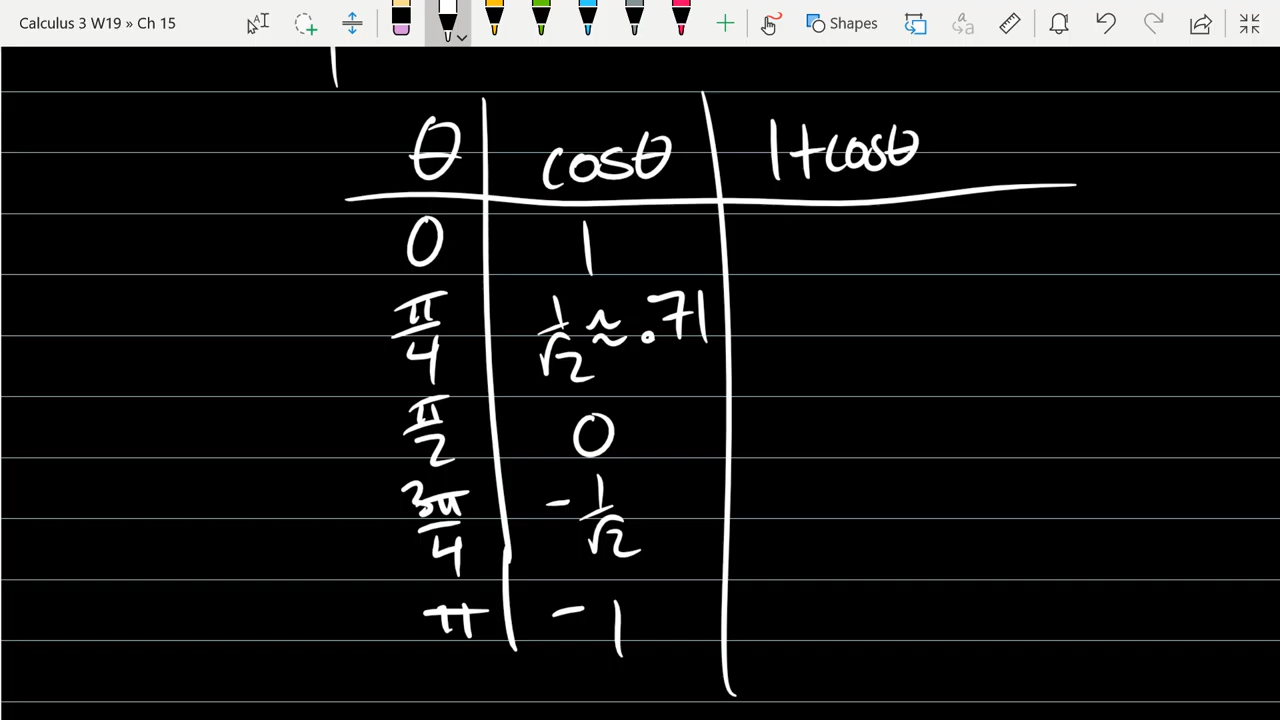 Calculus 3 W19 » Ch 15
Shapes
θ cosθ 1+cosθ
0 1
π/4 1/√2 ≈ .71
π/2 0
3π/4 -1/√2
π -1